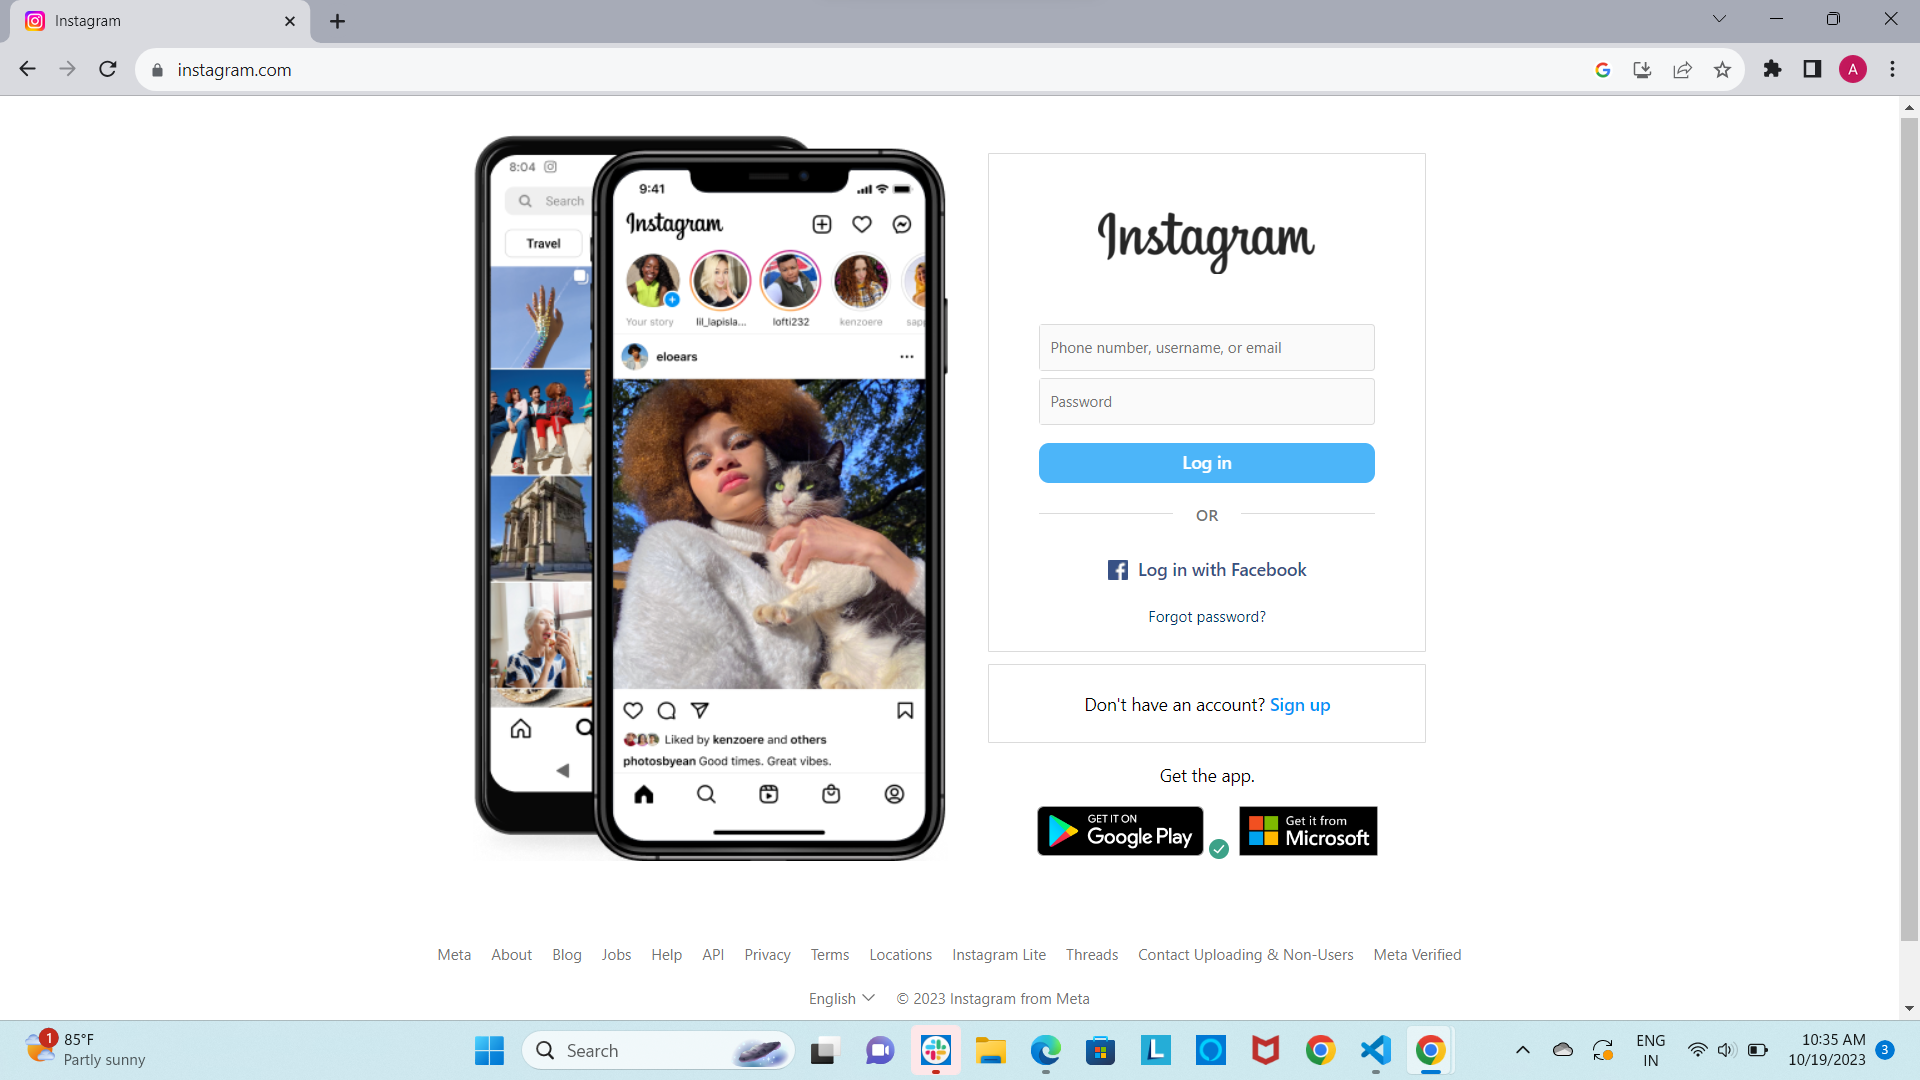 Instagram
instagram.com
A
8:04
Search
Travel
9:41
Instagram
Your story
lil_lapisla...
lofti232
kenzoere
sapp
eloears
Liked by kenzoere and others
photosbyean Good times. Great vibes.
Instagram
Phone number, username, or email
Password
Log in
OR
Log in with Facebook
Forgot password?
Don't have an account? Sign up
Get the app.
GET IT ON
Google Play
Get it from
Microsoft
Meta About Blog Jobs Help API Privacy Terms Locations Instagram Lite Threads Contact Uploading & Non-Users Meta Verified
English © 2023 Instagram from Meta
1
85°F
Partly sunny
Search
L
ENG
IN
10:35 AM
10/19/2023
3